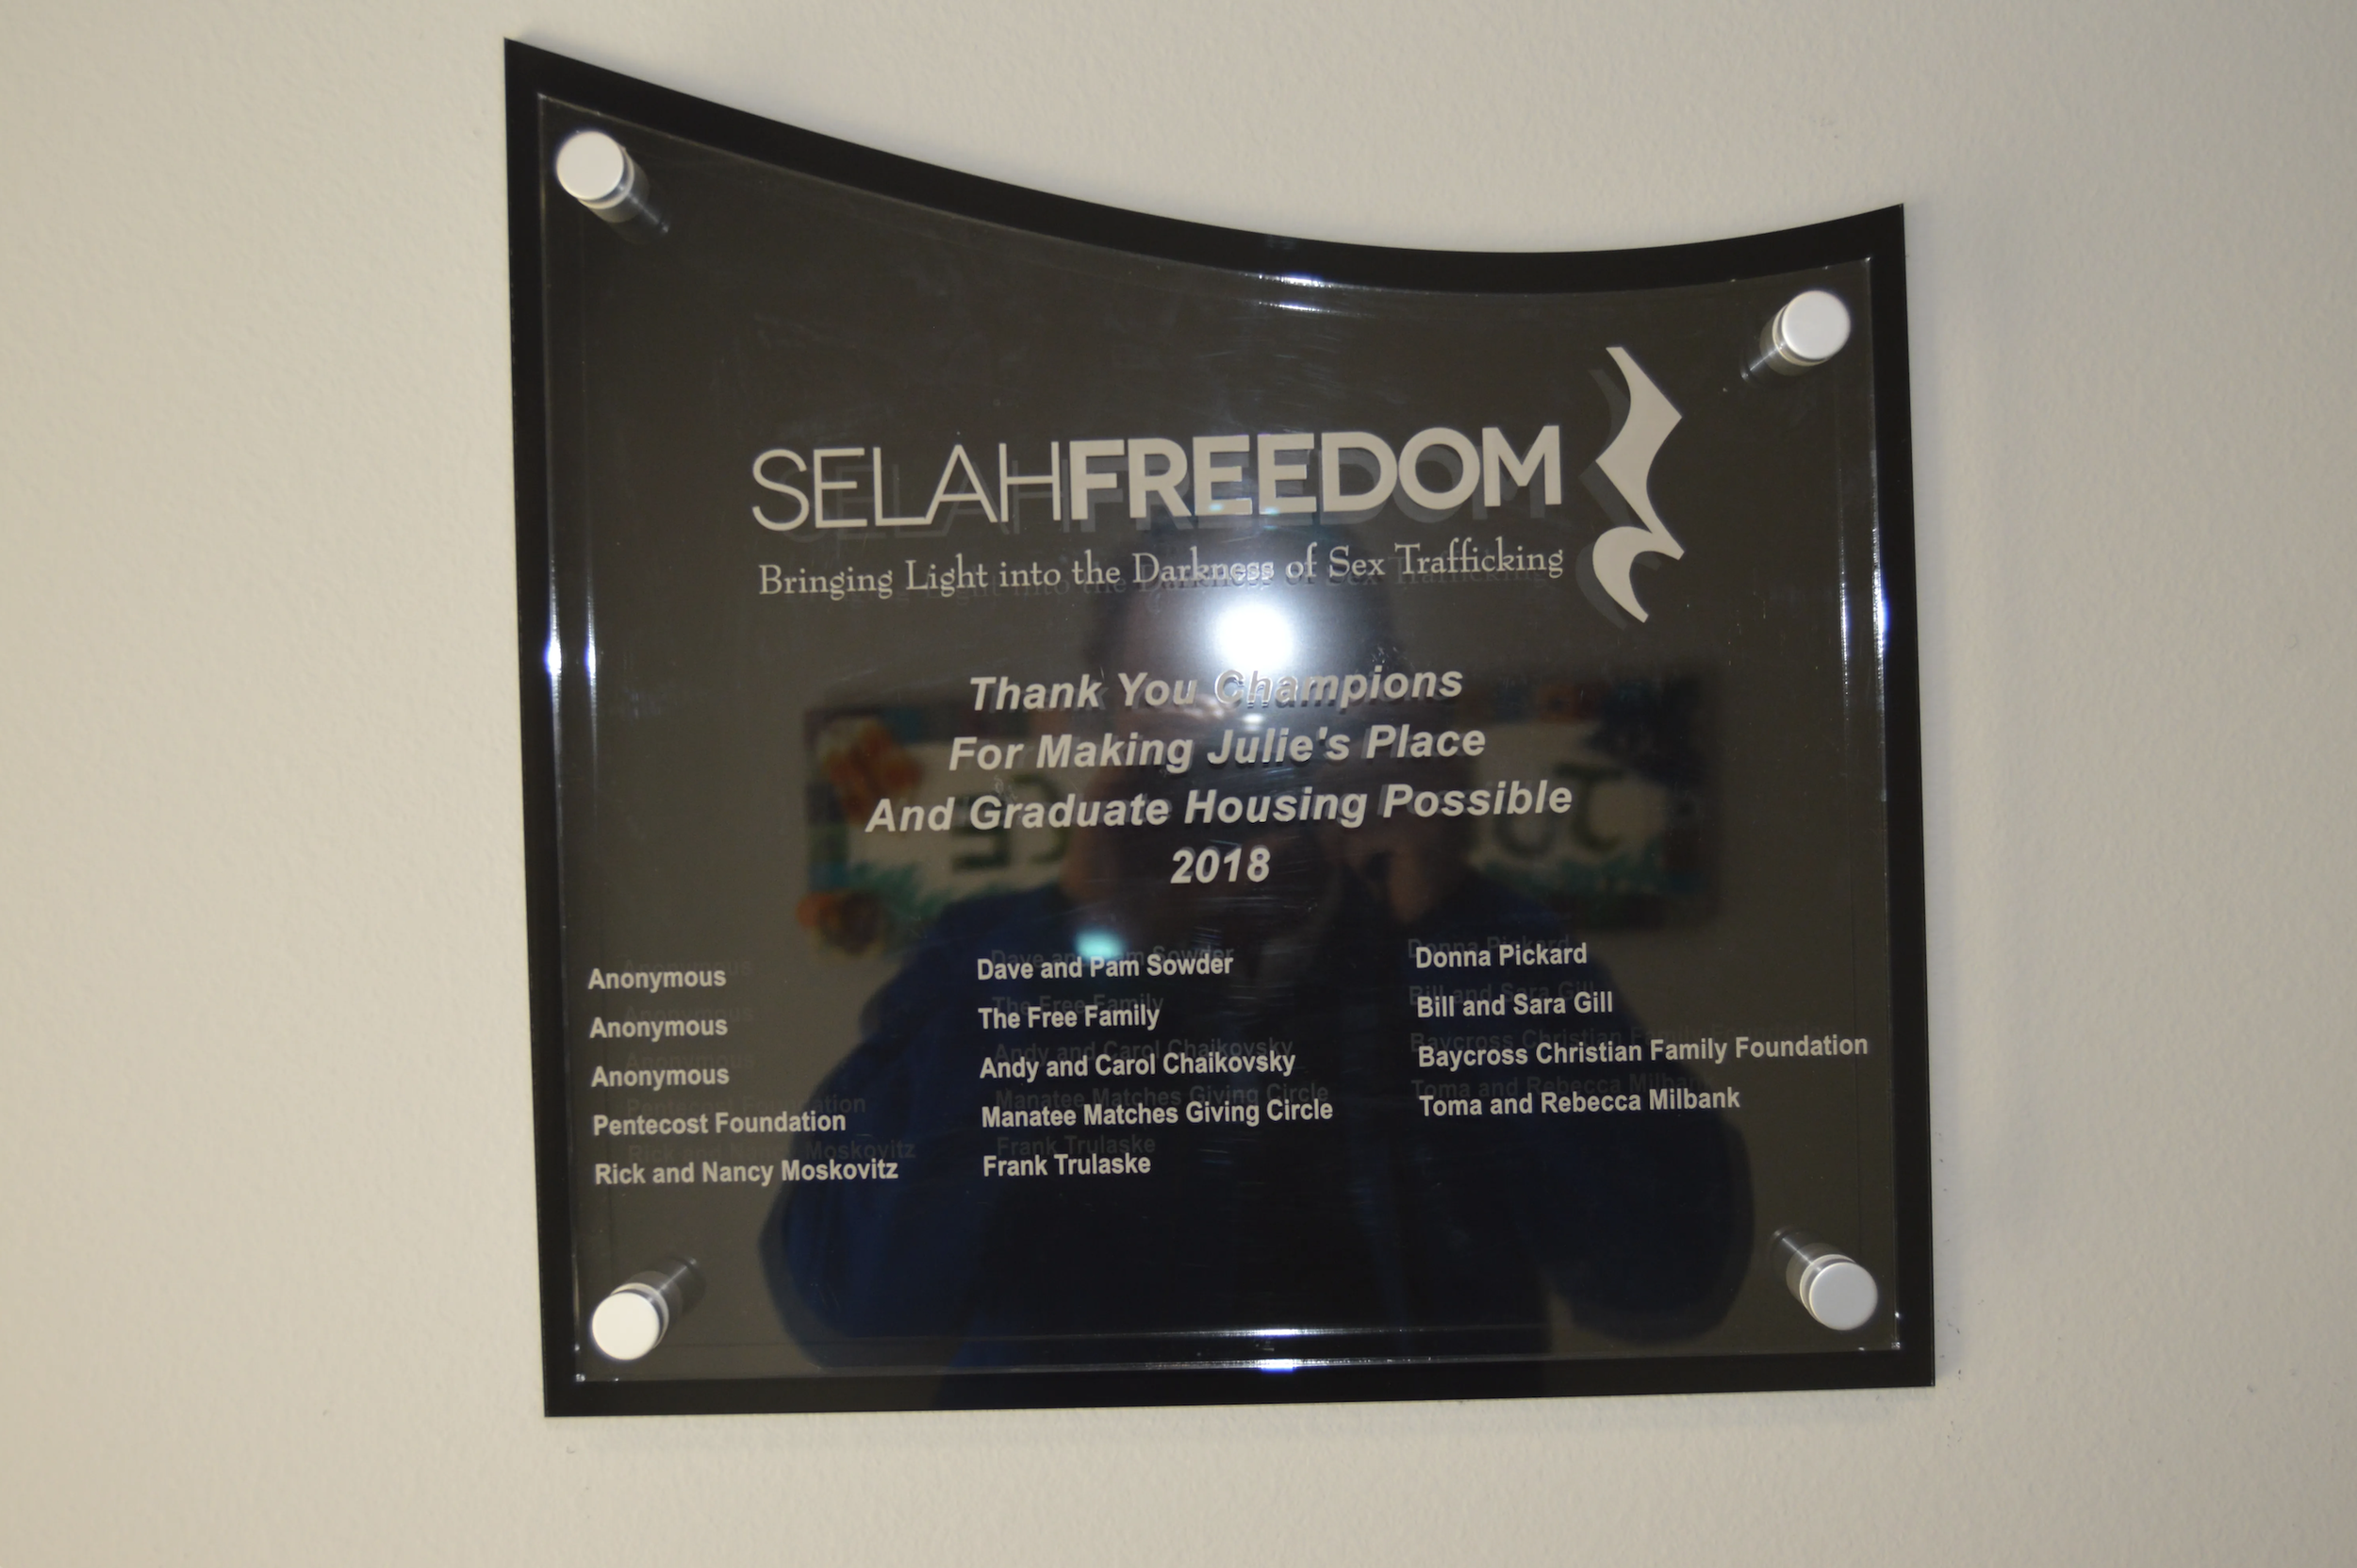 SELAHFREEDOM
Bringing Light into the Darkness of Sex Trafficking
Thank You Champions
For Making Julie's Place
And Graduate Housing Possible
2018
Anonymous
Anonymous
Anonymous
Pentecost Foundation
Rick and Nancy Moskovitz
Dave and Pam Sowder
The Free Family
Andy and Carol Chaikovsky
Manatee Matches Giving Circle
Frank Trulaske
Donna Pickard
Bill and Sara Gill
Baycross Christian Family Foundation
Toma and Rebecca Milbank